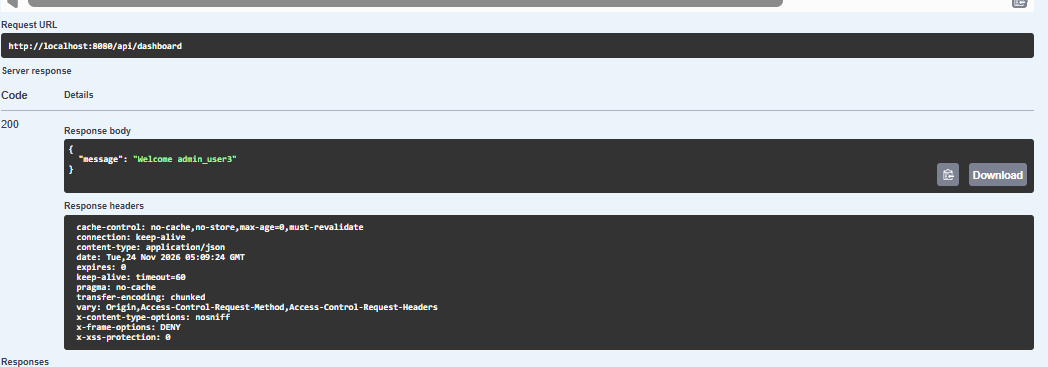 Request URL
http://localhost:8080/api/dashboard
Server response
Code Details
200
Response body
{
"message": "Welcome admin_user3"
}
Download
Response headers
cache-control: no-cache,no-store,max-age=0,must-revalidate
connection: keep-alive
content-type: application/json
date: Tue,24 Nov 2026 05:09:24 GMT
expires: 0
keep-alive: timeout=60
pragma: no-cache
transfer-encoding: chunked
vary: Origin,Access-Control-Request-Method,Access-Control-Request-Headers
x-content-type-options: nosniff
x-frame-options: DENY
x-xss-protection: 0
Responses